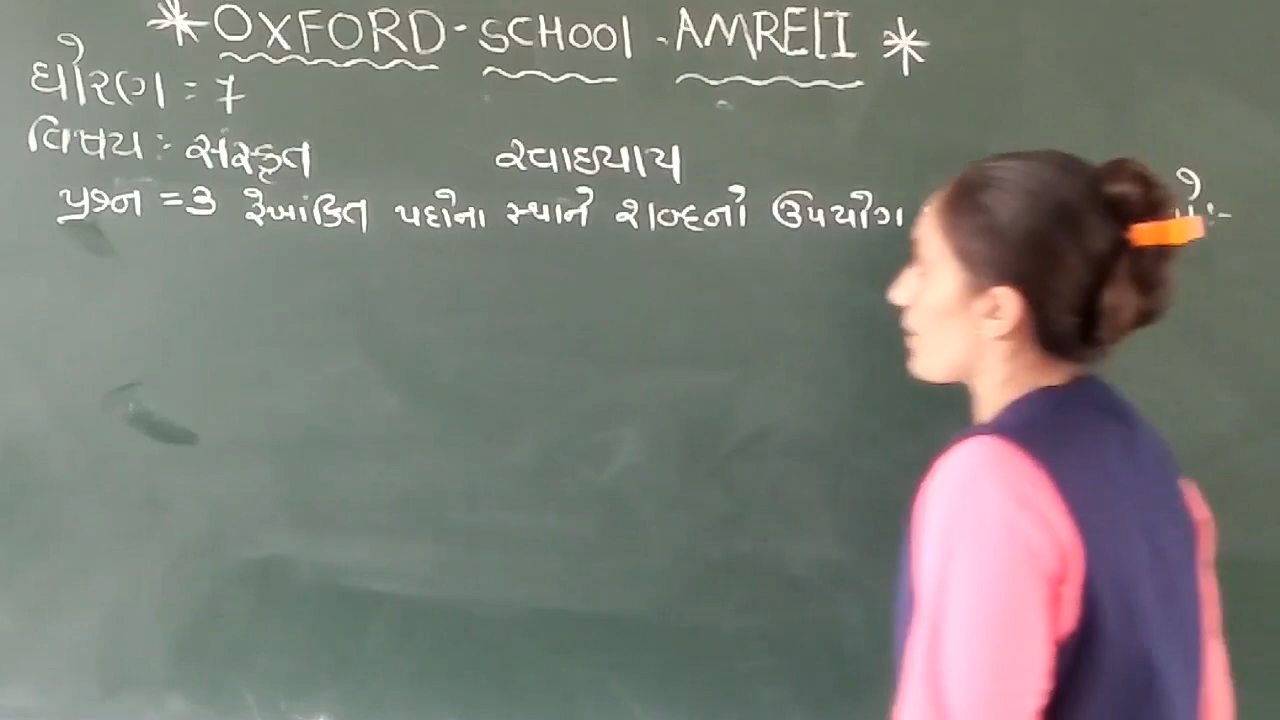 * OXFORD - SCHOOL - AMRELI *
ધોરણ = 7
વિષય : સંસ્કૃત સ્વાધ્યાય
પ્રશ્ન = 3 રેખાંકિત પદોના સ્થાને શબ્દનો ઉપયોગ